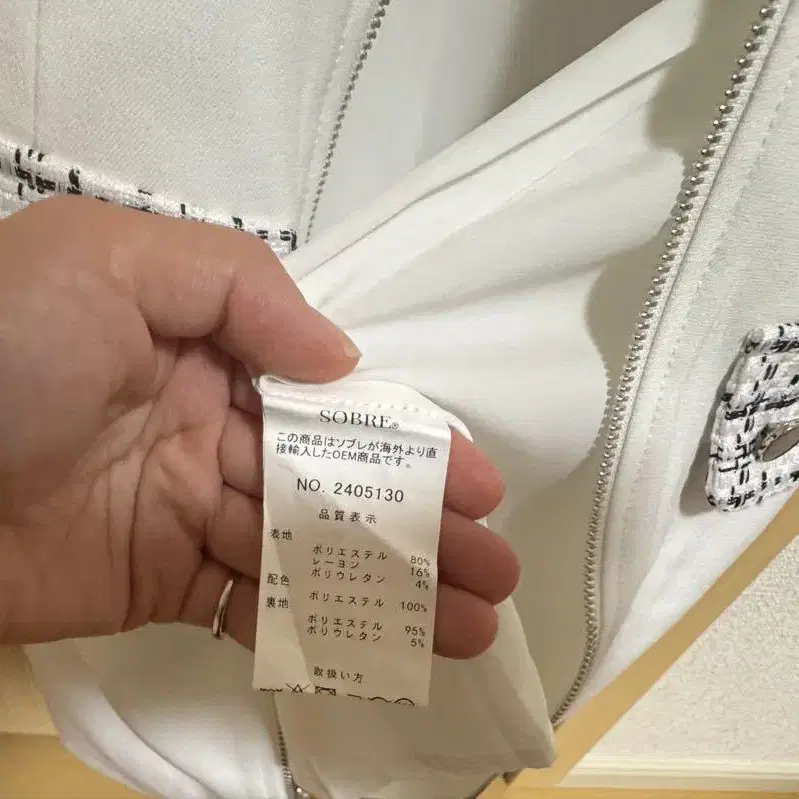 SOBRE®
この商品はソブレが海外より直
接輸入したOEM商品です。
NO. 2405130
品質表示
表地
ポリエステル 80%
レーヨン 16%
ポリウレタン 4%
配色
ポリエステル 100%
裏地
ポリエステル 95%
ポリウレタン 5%
取扱い方